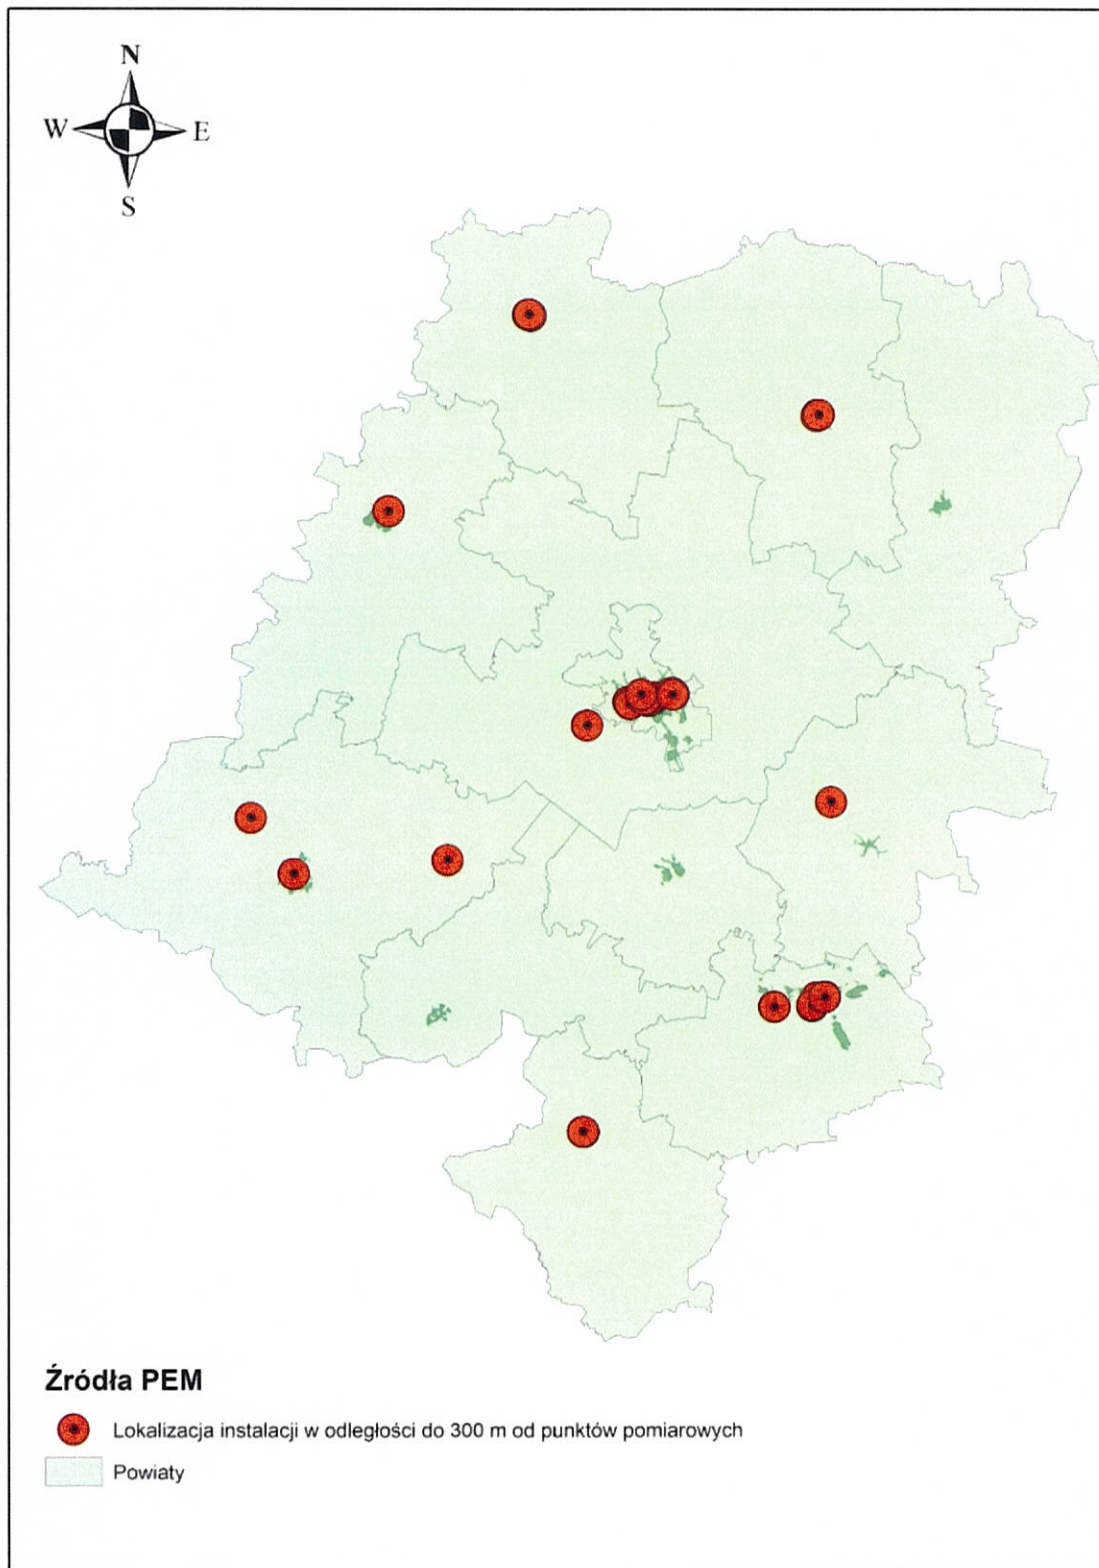 N
W E
S
Źródła PEM
Lokalizacja instalacji w odległości do 300 m od punktów pomiarowych
Powiaty